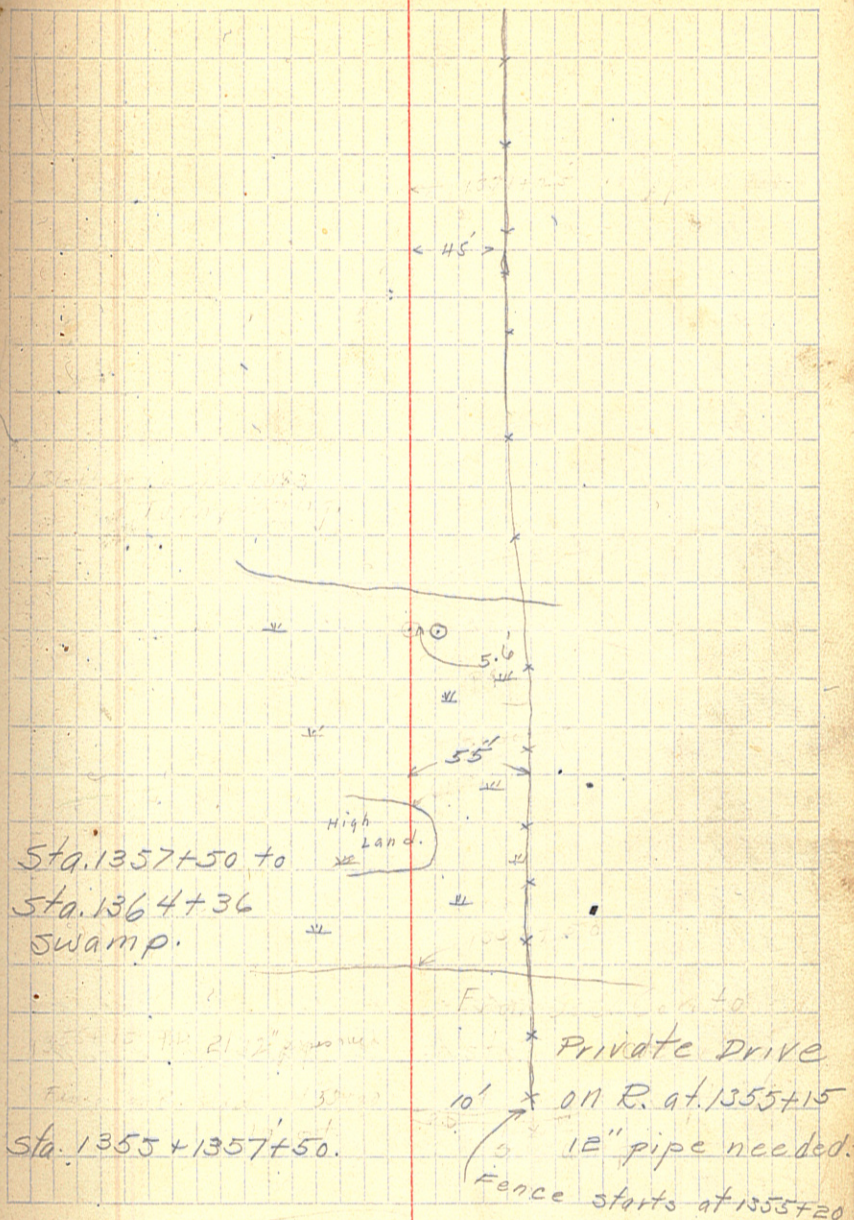 45'
5.6'
55'
High
Land.
Sta. 1357+50 to
Sta. 1364+36
swamp.
Private Drive
10'
on R. at. 1355+15
Sta. 1355 + 1357+50.
12" pipe needed.
Fence starts at 1355+20